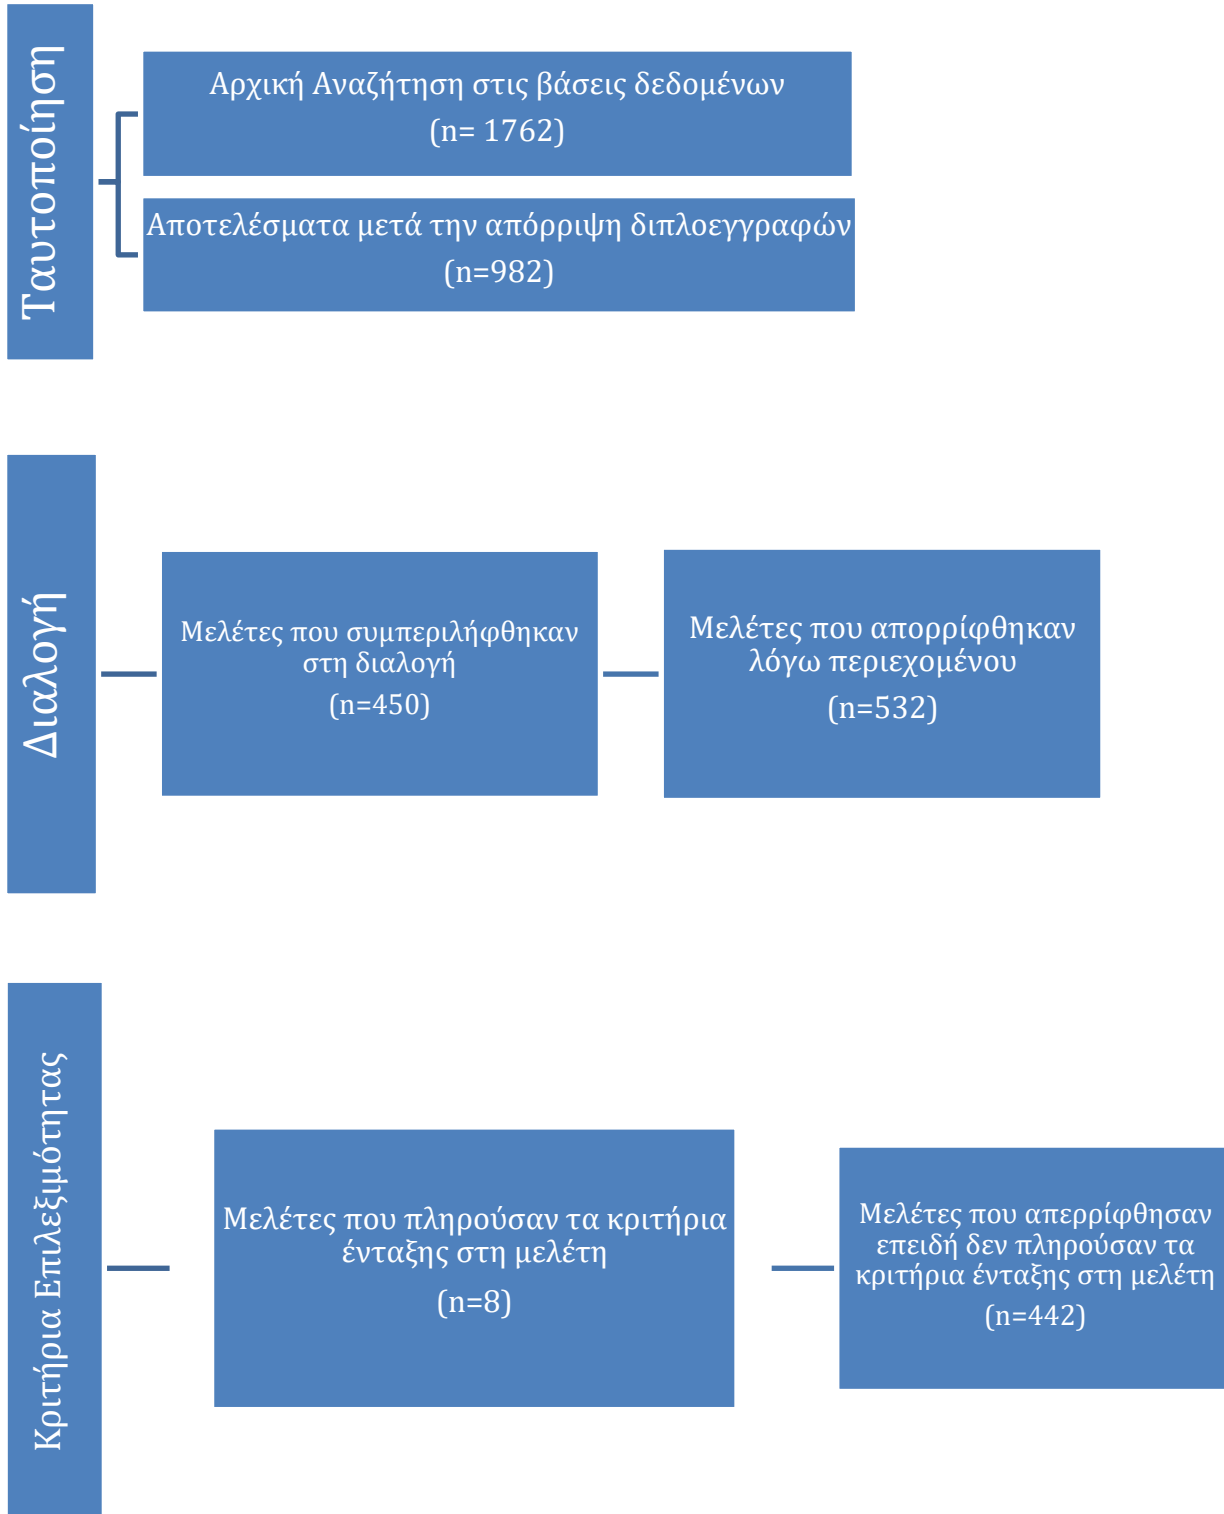 Ταυτοποίηση
Αρχική Αναζήτηση στις βάσεις δεδομένων
(n= 1762)
Αποτελέσματα μετά την απόρριψη διπλοεγγραφών
(n=982)
Διαλογή
Μελέτες που συμπεριλήφθηκαν
στη διαλογή
(n=450)
Μελέτες που απορρίφθηκαν
λόγω περιεχομένου
(n=532)
Κριτήρια Επιλεξιμότητας
Μελέτες που πληρούσαν τα κριτήρια
ένταξης στη μελέτη
(n=8)
Μελέτες που απερρίφθησαν
επειδή δεν πληρούσαν τα
κριτήρια ένταξης στη μελέτη
(n=442)